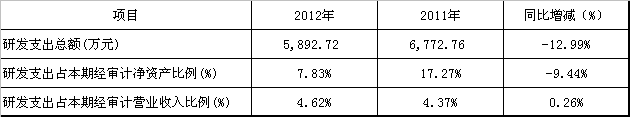 项目 2012年 2011年 同比增减（%）
研发支出总额(万元) 5,892.72 6,772.76 -12.99%
研发支出占本期经审计净资产比例(%) 7.83% 17.27% -9.44%
研发支出占本期经审计营业收入比例(%) 4.62% 4.37% 0.26%